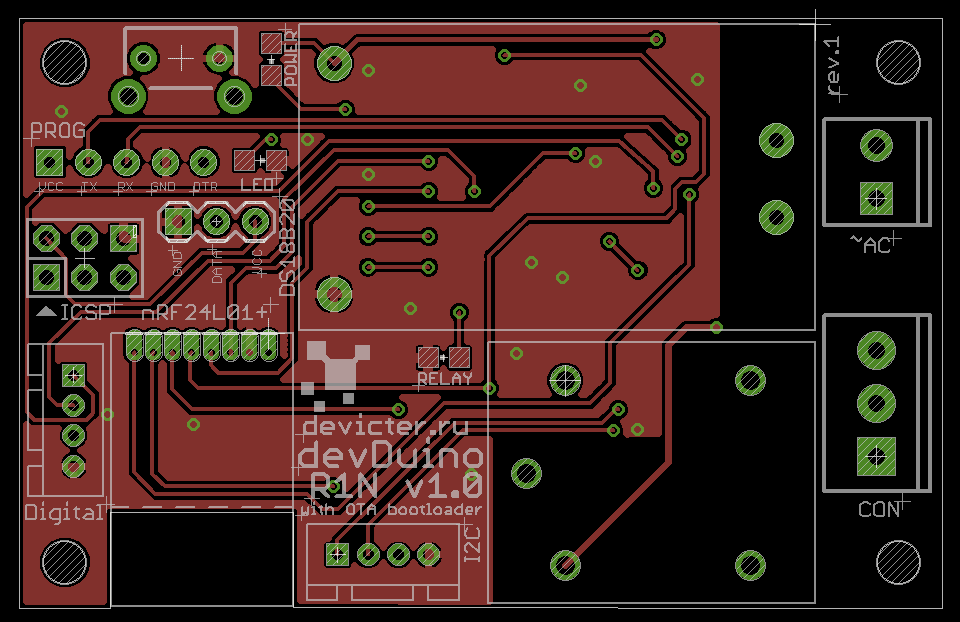 POWER
rev.1
PROG
VCC TX RX GND DTR
LED
GND DATA VCC
DS18B20
~AC
ICSP
nRF24L01+
RELAY
devicter.ru
devDuino
R1N v1.0
with OTA bootloader
Digital
I2C
CON